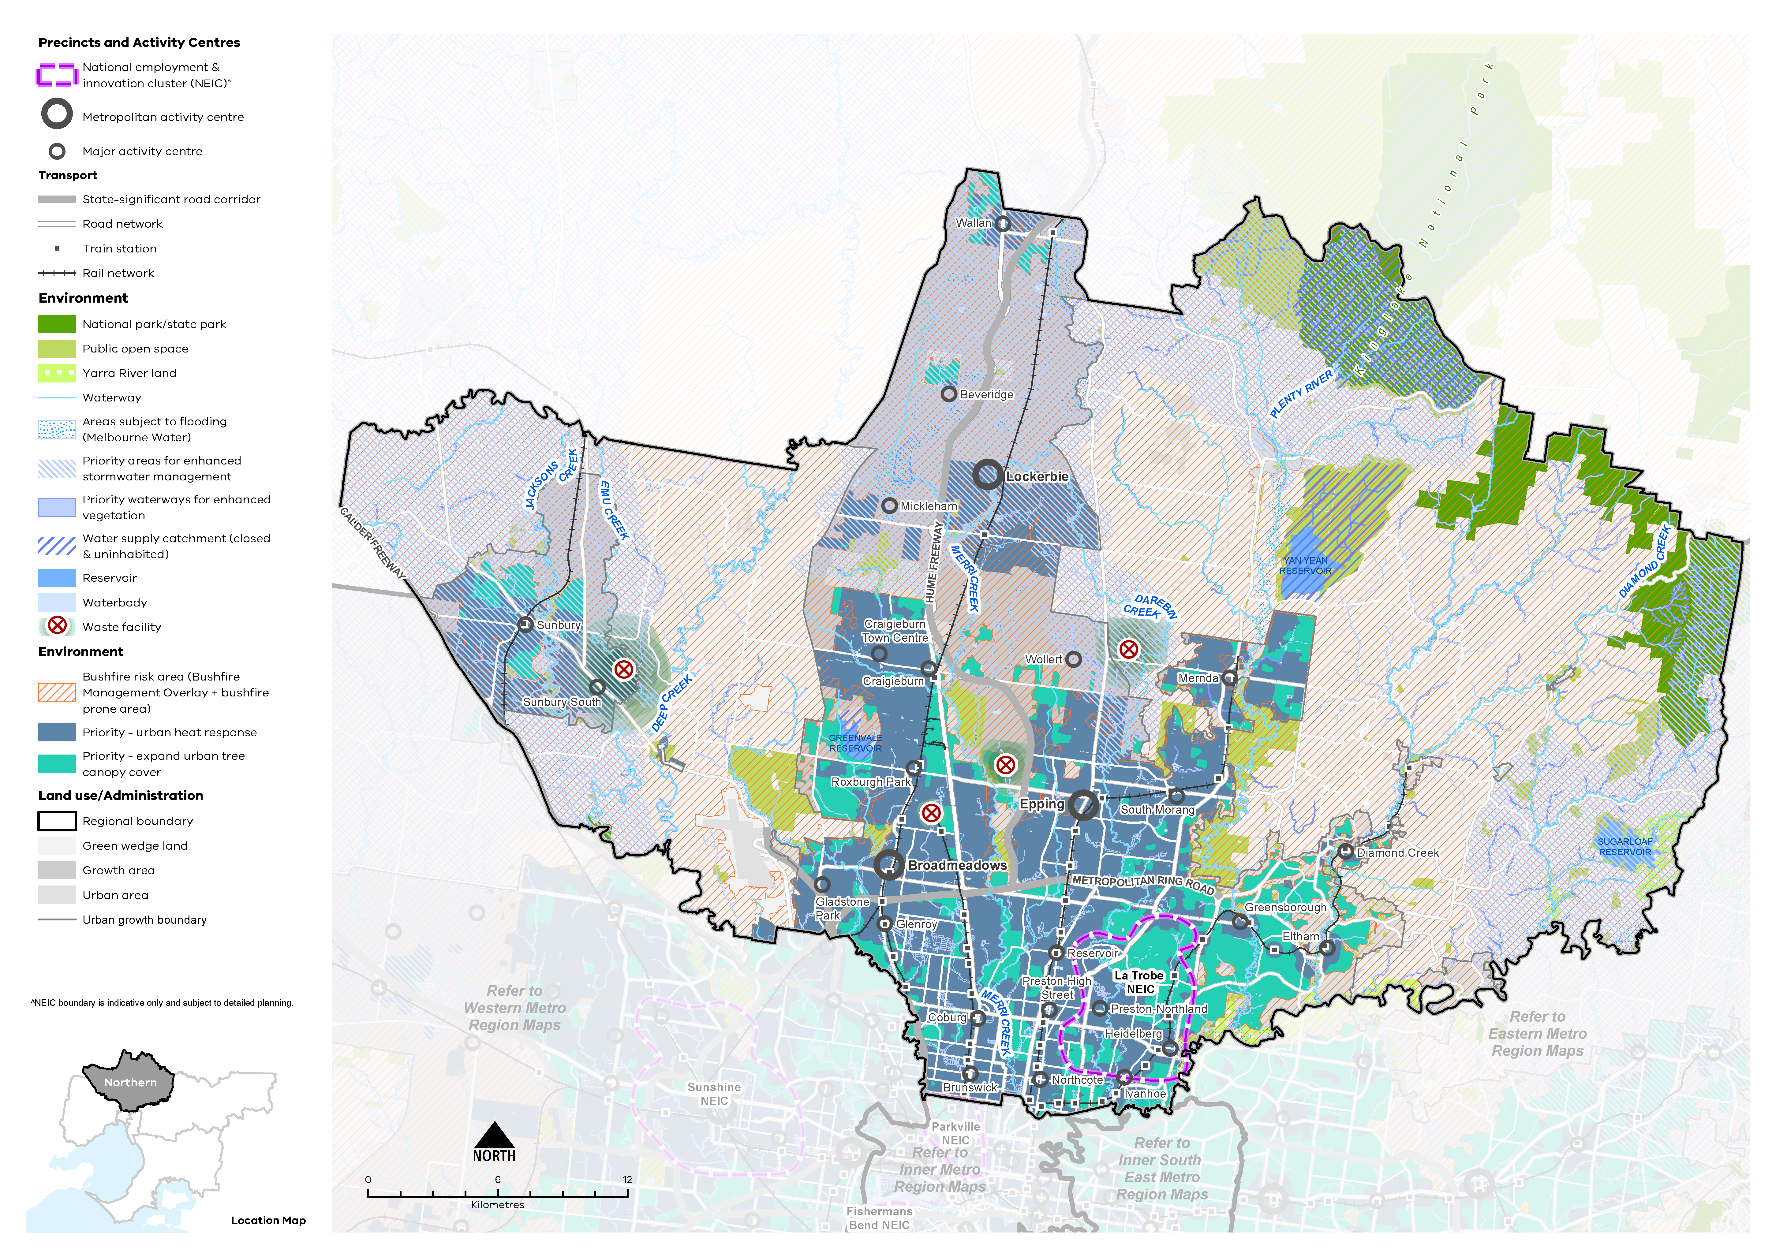 Precincts and Activity Centres
National employment &
innovation cluster (NEIC)^
Metropolitan activity centre
Major activity centre
Transport
State-significant road corridor
Road network
Train station
Rail network
Environment
National park/state park
Public open space
Yarra River land
Waterway
Areas subject to flooding
(Melbourne Water)
Priority areas for enhanced
stormwater management
Priority waterways for enhanced
vegetation
Water supply catchment (closed
& uninhabited)
Reservoir
Waterbody
Waste facility
Environment
Bushfire risk area (Bushfire
Management Overlay + bushfire
prone area)
Priority - urban heat response
Priority - expand urban tree
canopy cover
Land use/Administration
Regional boundary
Green wedge land
Growth area
Urban area
Urban growth boundary
^NEIC boundary is indicative only and subject to detailed planning.
Northern
Location Map
NORTH
0 6 12
Kilometres
Kinglake National Park
Wallan
Beveridge
PLENTY RIVER
JACKSONS
CREEK
EMU CREEK
CALDER FREEWAY
Lockerbie
Mickleham
HUME FREEWAY
MERRI CREEK
YAN YEAN
RESERVOIR
DIAMOND CREEK
DAREBIN
CREEK
Sunbury
Craigieburn
Town Centre
Wollert
Craigieburn
Mernda
Sunbury South
DEEP CREEK
GREENVALE
RESERVOIR
Roxburgh Park
Epping
South Morang
SUGARLOAF
RESERVOIR
Diamond Creek
Broadmeadows
METROPOLITAN RING ROAD
Gladstone
Park
Greensborough
Glenroy
Eltham
Reservoir
La Trobe
NEIC
Preston-High
Street
Preston-Northland
MERRI CREEK
Coburg
Heidelberg
Brunswick
Northcote
Ivanhoe
Refer to
Western Metro
Region Maps
Refer to
Eastern Metro
Region Maps
Sunshine
NEIC
Parkville
NEIC
Refer to
Inner Metro
Region Maps
Refer to
Inner South
East Metro
Region Maps
Fishermans
Bend NEIC